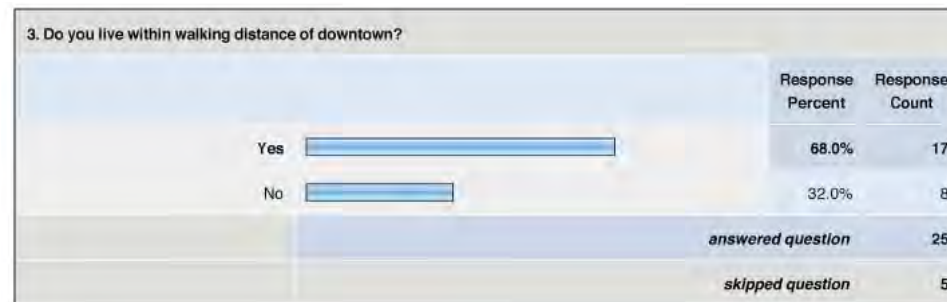 3. Do you live within walking distance of downtown?
Response Percent Response Count
Yes 68.0% 17
No 32.0% 8
answered question 25
skipped question 5